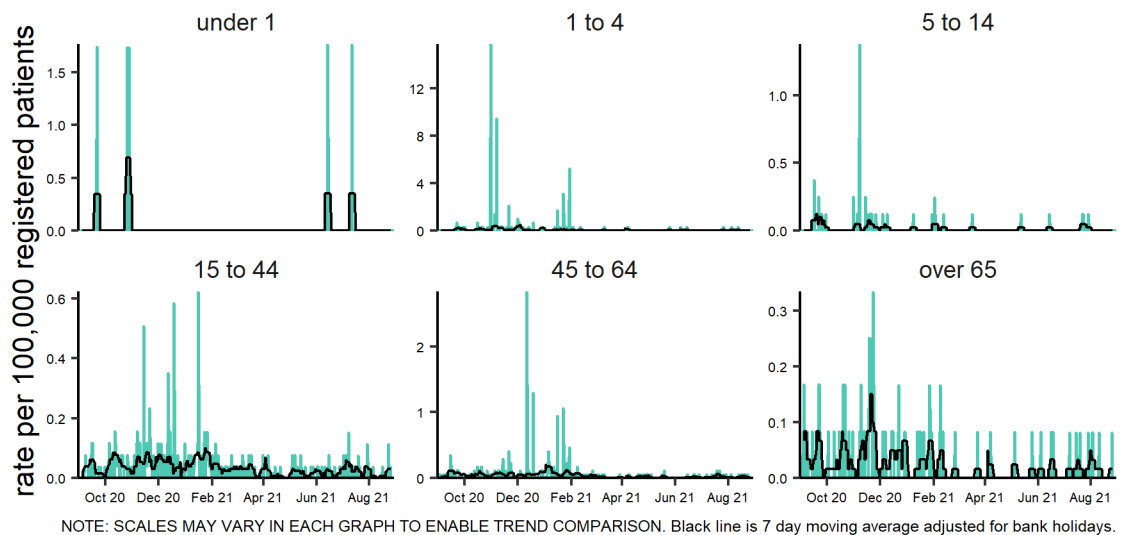 rate per 100,000 registered patients
under 1
1.5
1.0
0.5
0.0
1 to 4
12
8
4
0
5 to 14
1.0
0.5
0.0
15 to 44
0.6
0.4
0.2
0.0
Oct 20 Dec 20 Feb 21 Apr 21 Jun 21 Aug 21
45 to 64
2
1
0
Oct 20 Dec 20 Feb 21 Apr 21 Jun 21 Aug 21
over 65
0.3
0.2
0.1
0.0
Oct 20 Dec 20 Feb 21 Apr 21 Jun 21 Aug 21
NOTE: SCALES MAY VARY IN EACH GRAPH TO ENABLE TREND COMPARISON. Black line is 7 day moving average adjusted for bank holidays.